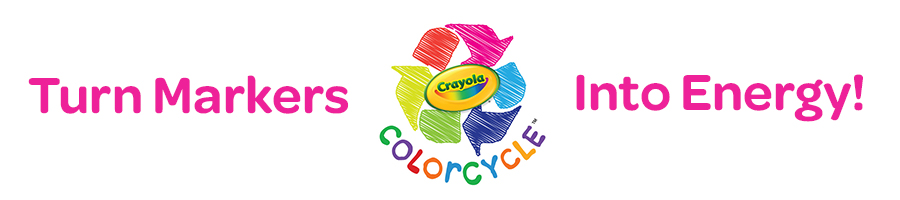 Turn Markers
Crayola
COLORCYCLE™
Into Energy!